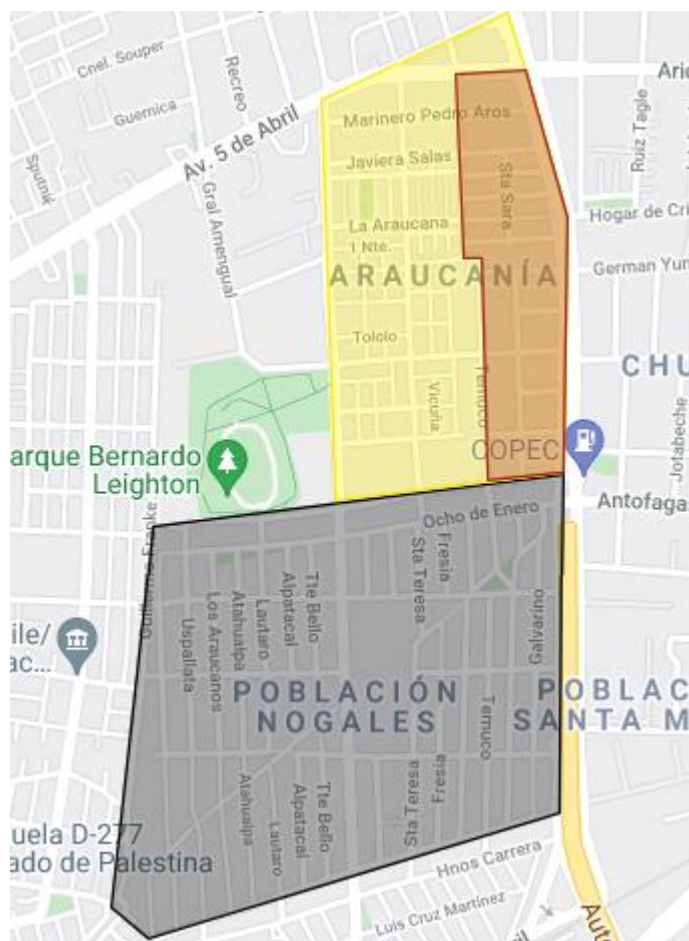 Cnel. Souper
Recreo
Arie
Guernica
Marinero Pedro Aros
Ruiz Tagle
Av. 5 de Abril
Javiera Salas
Sputnik
Sta Sara
Gral Amengual
La Araucana
Hogar de Cri
1 Nte.
ARAUCANÍA
German Yun
Tololo
CHU
Vicuña
Temuco
Jotabeche
COPEC
arque Bernardo
Leighton
Antofaga
Ocho de Enero
Fresia
Sta Teresa
Tte Bello
Alpatacal
Lautaro
Atahualpa
Los Araucanos
Uspallata
Galvarino
ile/
ac...
POBLACIÓN
NOGALES
POBLAC
SANTA M
Temuco
Fresia
Sta Teresa
Tte Bello
Alpatacal
Lautaro
Atahualpa
uela D-277
ado de Palestina
Hnos Carrera
Luis Cruz Martínez
Aut
il